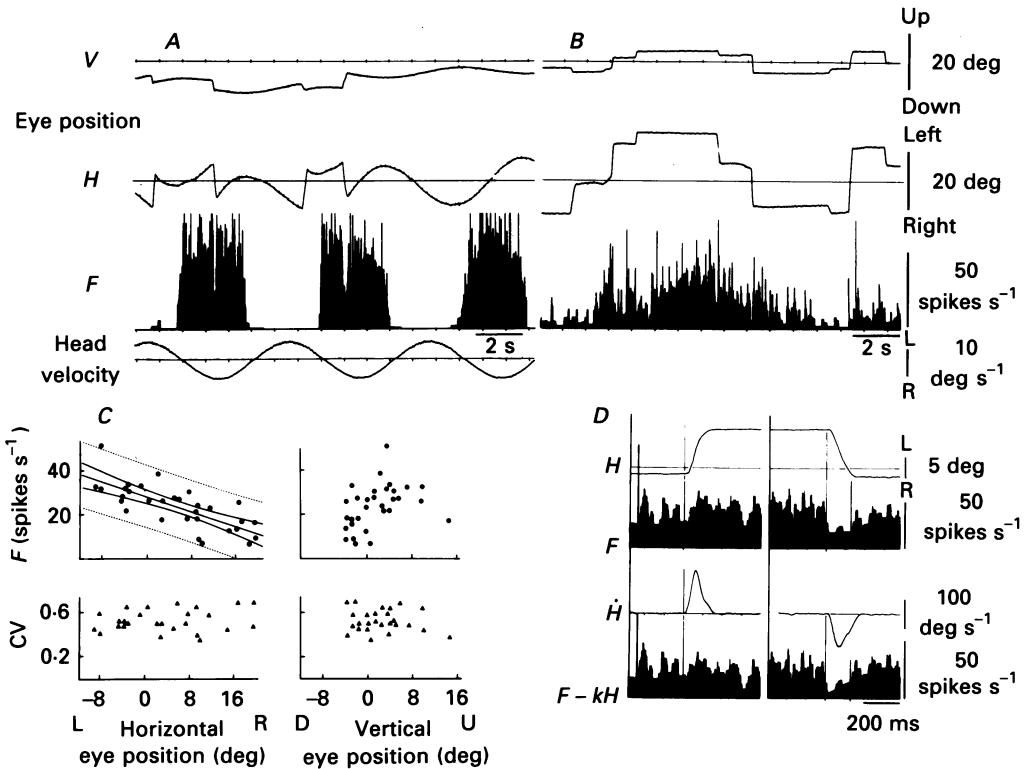 A
B
Up
V
20 deg
Down
Eye position
Left
H
20 deg
Right
F
50
spikes s⁻¹
2 s
2 s
Head
velocity
L
10
deg s⁻¹
R
C
D
F (spikes s⁻¹)
40
20
H
L
5 deg
R
50
spikes s⁻¹
F
Ḣ
100
deg s⁻¹
CV
0·6
0·2
50
spikes s⁻¹
F – kH
200 ms
−8 0 8 16
−8 0 8 16
L Horizontal R
eye position (deg)
D Vertical U
eye position (deg)